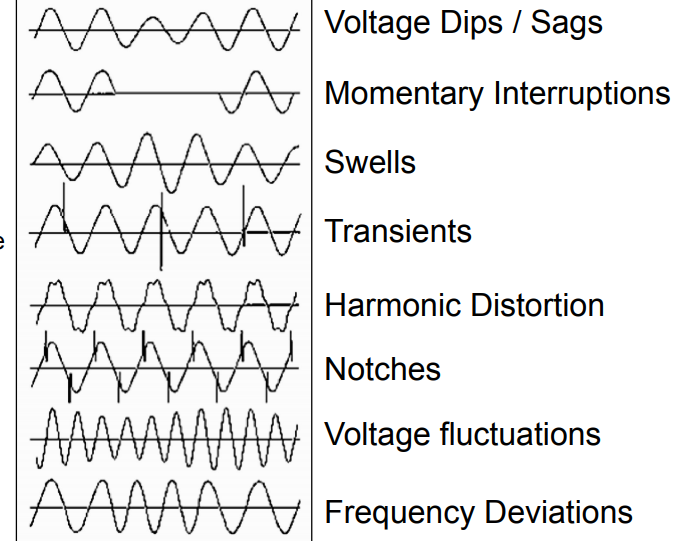 Voltage Dips / Sags
Momentary Interruptions
Swells
Transients
e
Harmonic Distortion
Notches
Voltage fluctuations
Frequency Deviations